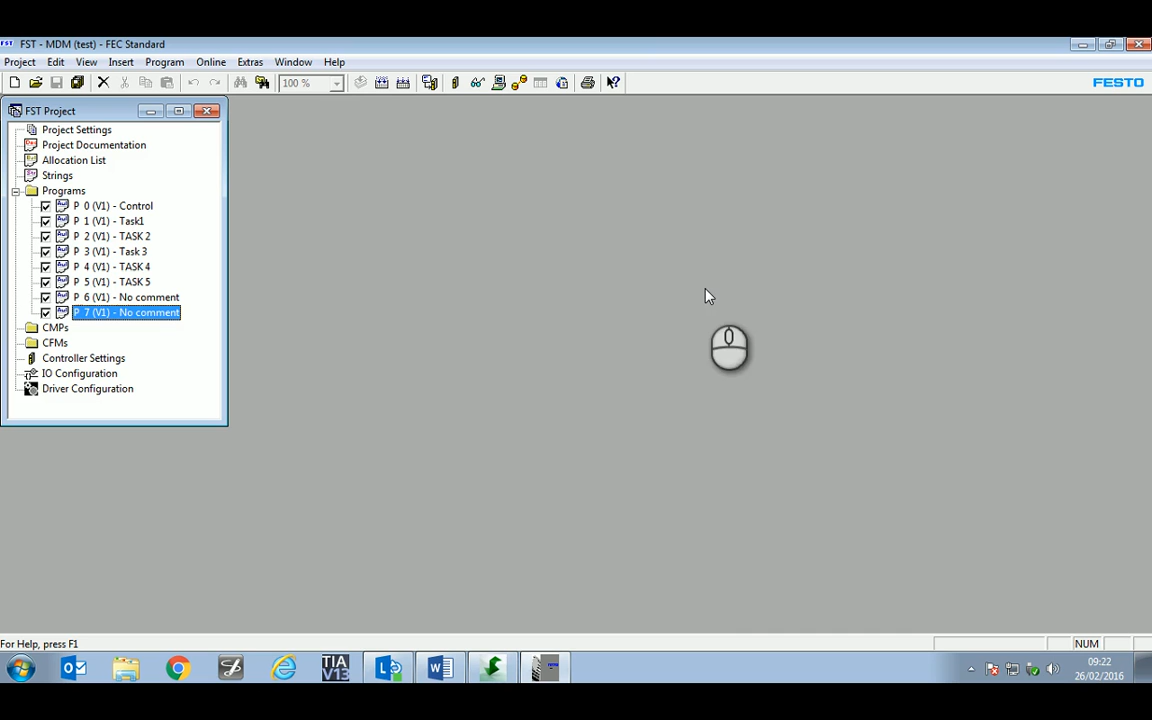 FST FST - MDM (test) - FEC Standard
Project Edit View Insert Program Online Extras Window Help
100 % FESTO
FST Project
Project Settings
Project Documentation
Allocation List
Strings
Programs
P 0 (V1) - Control
P 1 (V1) - Task1
P 2 (V1) - TASK 2
P 3 (V1) - Task 3
P 4 (V1) - TASK 4
P 5 (V1) - TASK 5
P 6 (V1) - No comment
P 7 (V1) - No comment
CMPs
CFMs
Controller Settings
IO Configuration
Driver Configuration
For Help, press F1
NUM
TIA
V13
09:22
26/02/2016